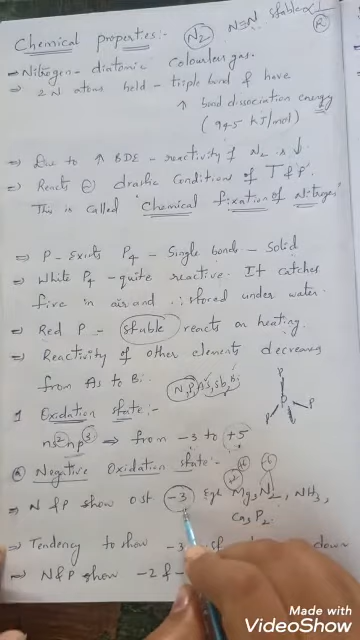 Chemical properties:- N₂ N≡N stable ∝ 1/R
⇒ Nitrogen - diatomic Colourless gas.
⇒ 2N atoms held - triple bond & have
↑ bond dissociation energy
(945 kJ/mol)
⇒ Due to ↑ BDE - reactivity of N₂ is ↓.
⇒ Reacts drastic Conditions of T & P.
This is called 'Chemical fixation of Nitrogen'
⇒ P - Exists P₄ - Single bonds - Solid
⇒ White P₄ - quite reactive. It catches
fire in air and ∴ stored under water.
⇒ Red P - stable reacts on heating.
⇒ Reactivity of other elements decreases
from As to Bi. N, P, As, Sb, Bi
Oxidation state:- P
ns² np³ ⇒ from -3 to +5 P P
Negative Oxidation state:-
⇒ N & P show -3 Eg:- Mg₃N₂, NH₃,
Ca₃P₂
⇒ Tendency to show -3 down
⇒ N & P show -2 &
Made with
VideoShow